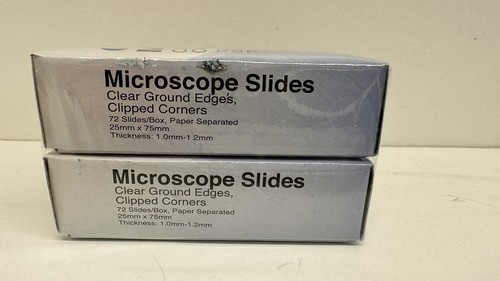 Microscope Slides
Clear Ground Edges,
Clipped Corners
72 Slides/Box, Paper Separated
25mm x 75mm
Thickness: 1.0mm-1.2mm
Microscope Slides
Clear Ground Edges,
Clipped Corners
72 Slides/Box, Paper Separated
25mm x 75mm
Thickness: 1.0mm-1.2mm